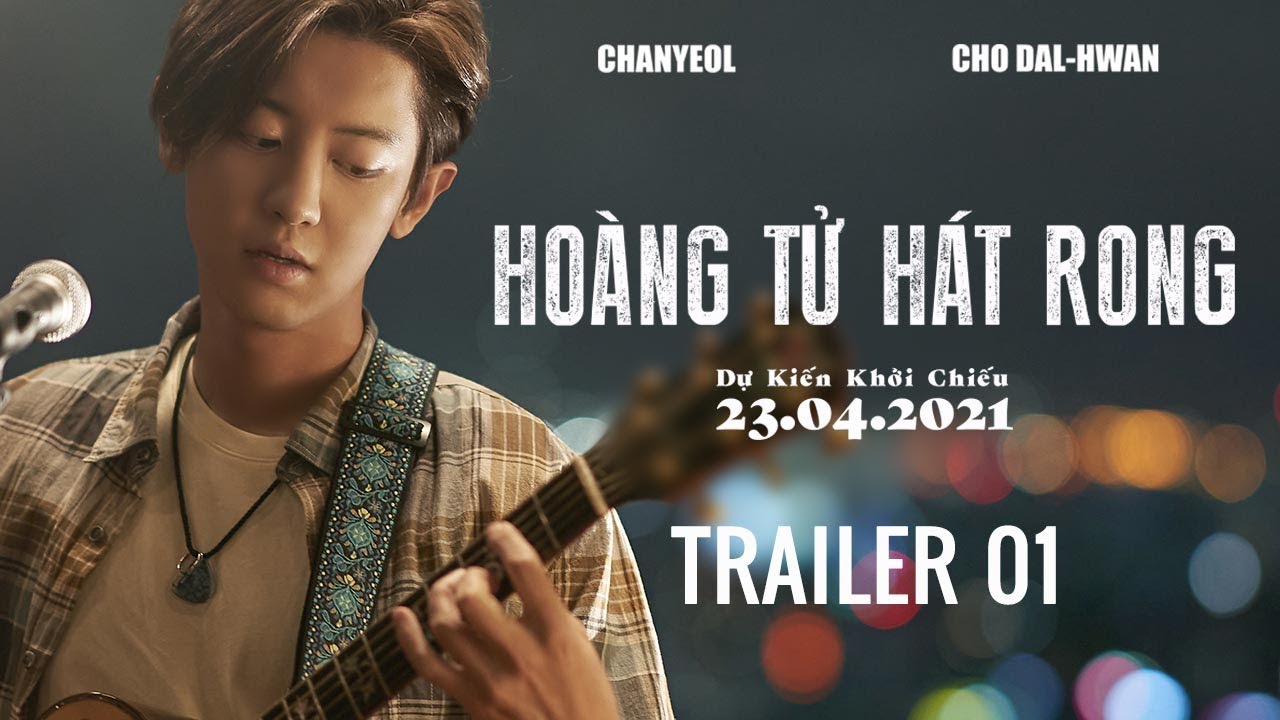 CHANYEOL
CHO DAL-HWAN
HOÀNG TỬ HÁT RONG
Dự Kiến Khởi Chiếu
23.04.2021
TRAILER 01